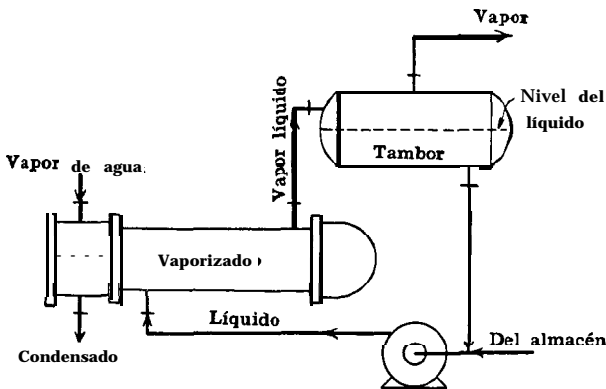 Vapor
Nivel del
líquido
Vapor líquido
Tambor
Vapor de agua
Vaporizado
Líquido
Del almacén
Condensado